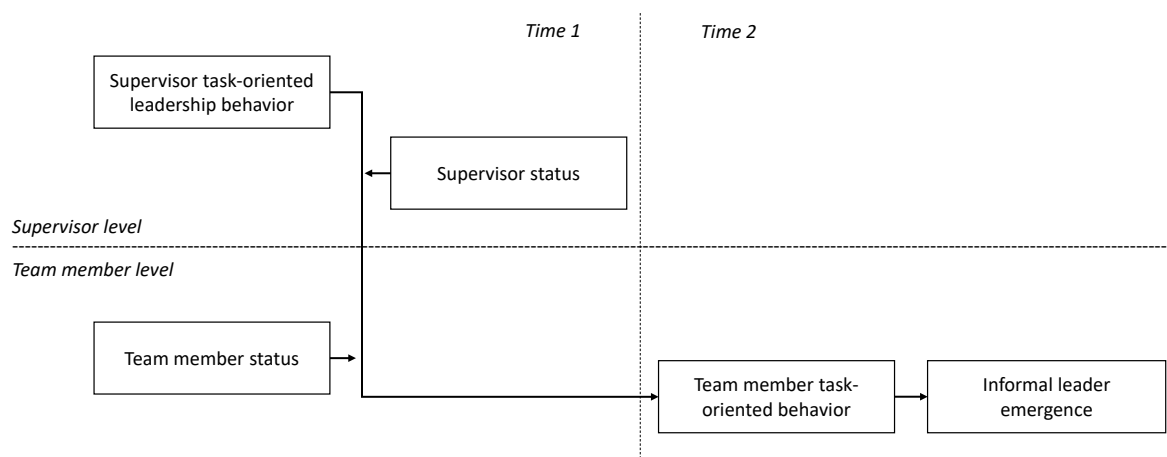 Time 1
Time 2
Supervisor task-oriented
leadership behavior
Supervisor status
Supervisor level
Team member level
Team member status
Team member task-
oriented behavior
Informal leader
emergence